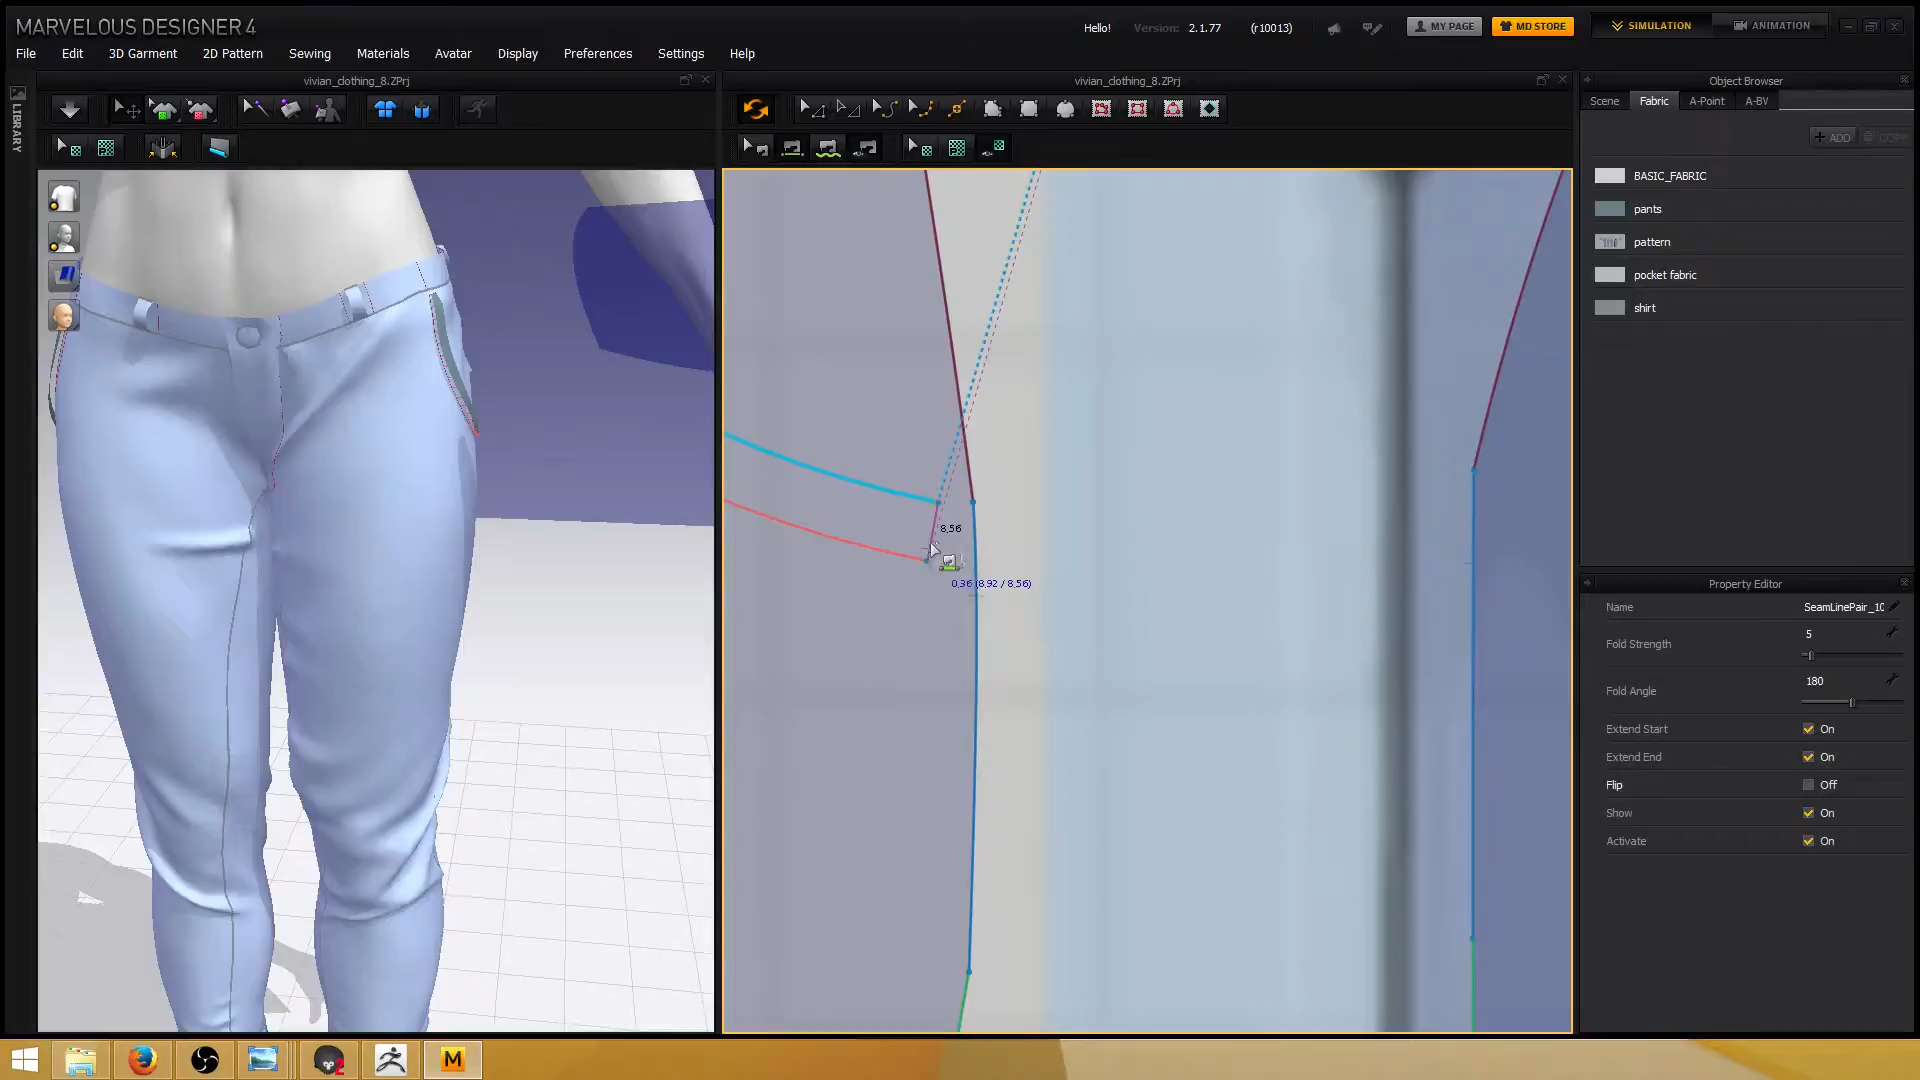 MARVELOUS DESIGNER 4
Hello!
Version: 2.1.77 (r10013)
MY PAGE
MD STORE
SIMULATION
ANIMATION
File Edit 3D Garment 2D Pattern Sewing Materials Avatar Display Preferences Settings Help
LIBRARY
vivian_clothing_8.ZPrj
vivian_clothing_8.ZPrj
Object Browser
Scene Fabric A-Point A-BV
+ ADD COPY
BASIC_FABRIC
pants
pattern
pocket fabric
shirt
8,56
0,36 (8,92 / 8,56)
Property Editor
Name SeamLinePair_10
Fold Strength 5
Fold Angle 180
Extend Start On
Extend End On
Flip Off
Show On
Activate On
2
M